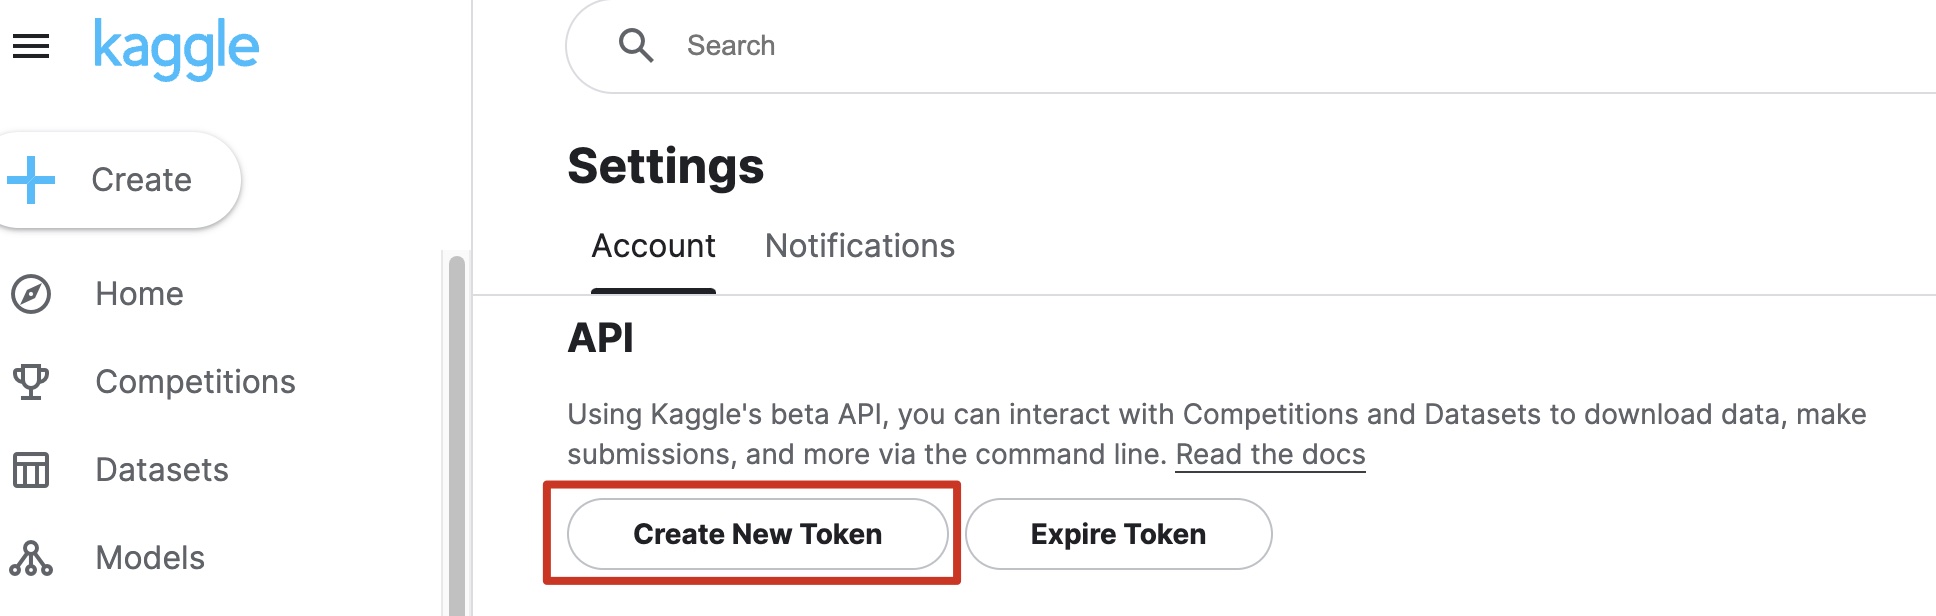 kaggle
Search
Create
Home
Competitions
Datasets
Models
Settings
Account Notifications
API
Using Kaggle's beta API, you can interact with Competitions and Datasets to download data, make
submissions, and more via the command line. Read the docs
Create New Token Expire Token